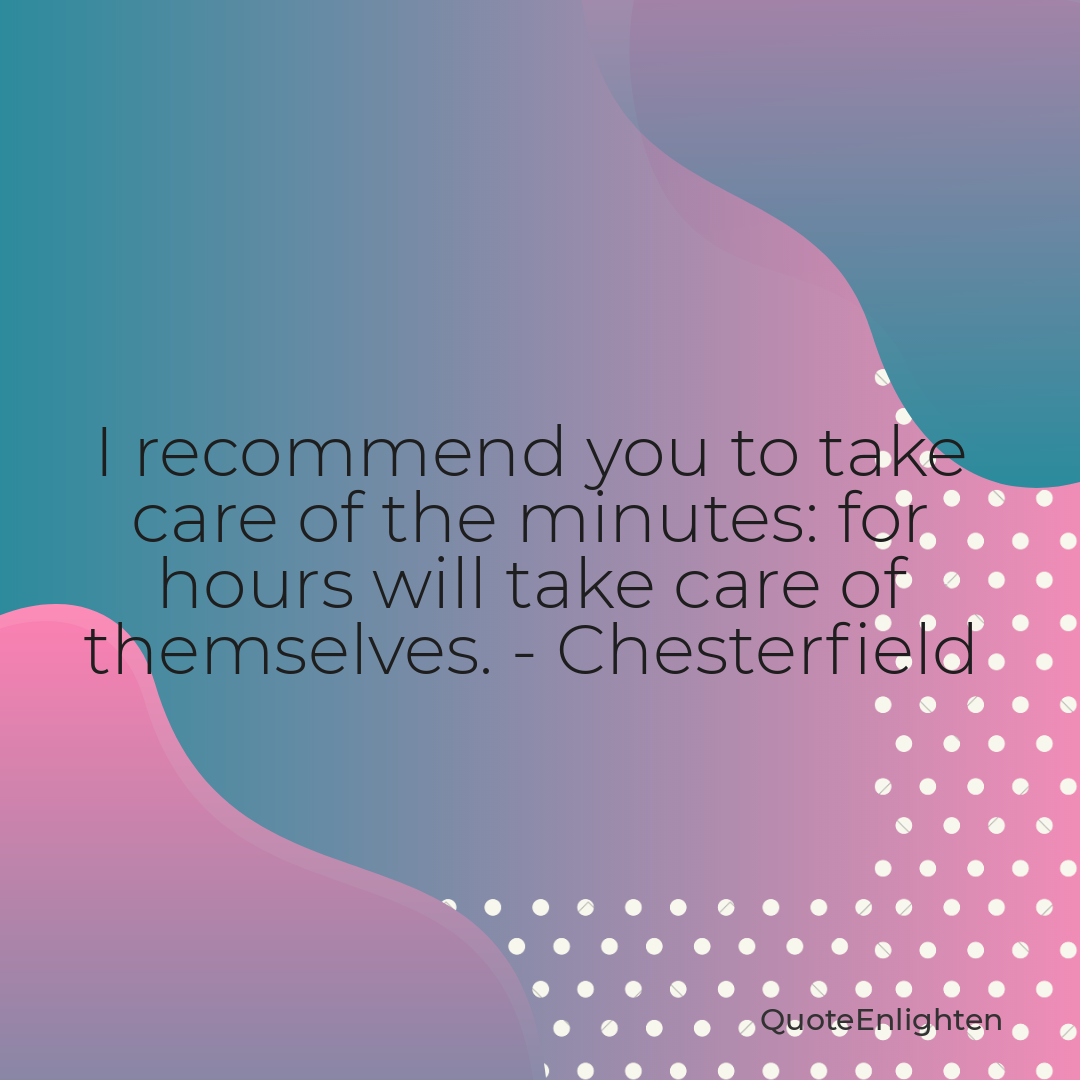 I recommend you to take
care of the minutes: for
hours will take care of
themselves. - Chesterfield
QuoteEnlighten